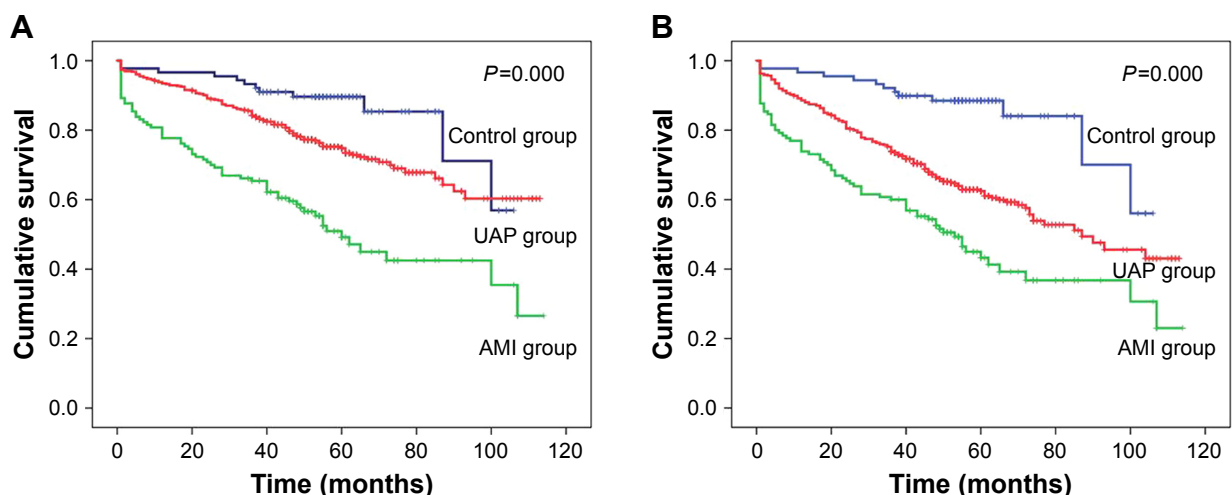 A
Cumulative survival
1.0
0.8
0.6
0.4
0.2
0.0
P=0.000
Control group
UAP group
AMI group
0 20 40 60 80 100 120
Time (months)
B
Cumulative survival
1.0
0.8
0.6
0.4
0.2
0.0
P=0.000
Control group
UAP group
AMI group
0 20 40 60 80 100 120
Time (months)